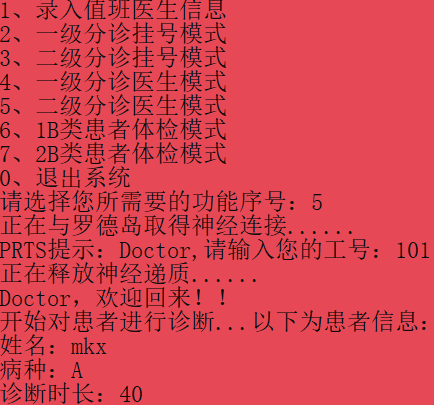 1、录入值班医生信息
2、一级分诊挂号模式
3、二级分诊挂号模式
4、一级分诊医生模式
5、二级分诊医生模式
6、1B类患者体检模式
7、2B类患者体检模式
0、退出系统
请选择您所需要的功能序号：5
正在与罗德岛取得神经连接......
PRTS提示：Doctor,请输入您的工号：101
正在释放神经递质......
Doctor，欢迎回来！！
开始对患者进行诊断...以下为患者信息：
姓名：mkx
病种：A
诊断时长：40